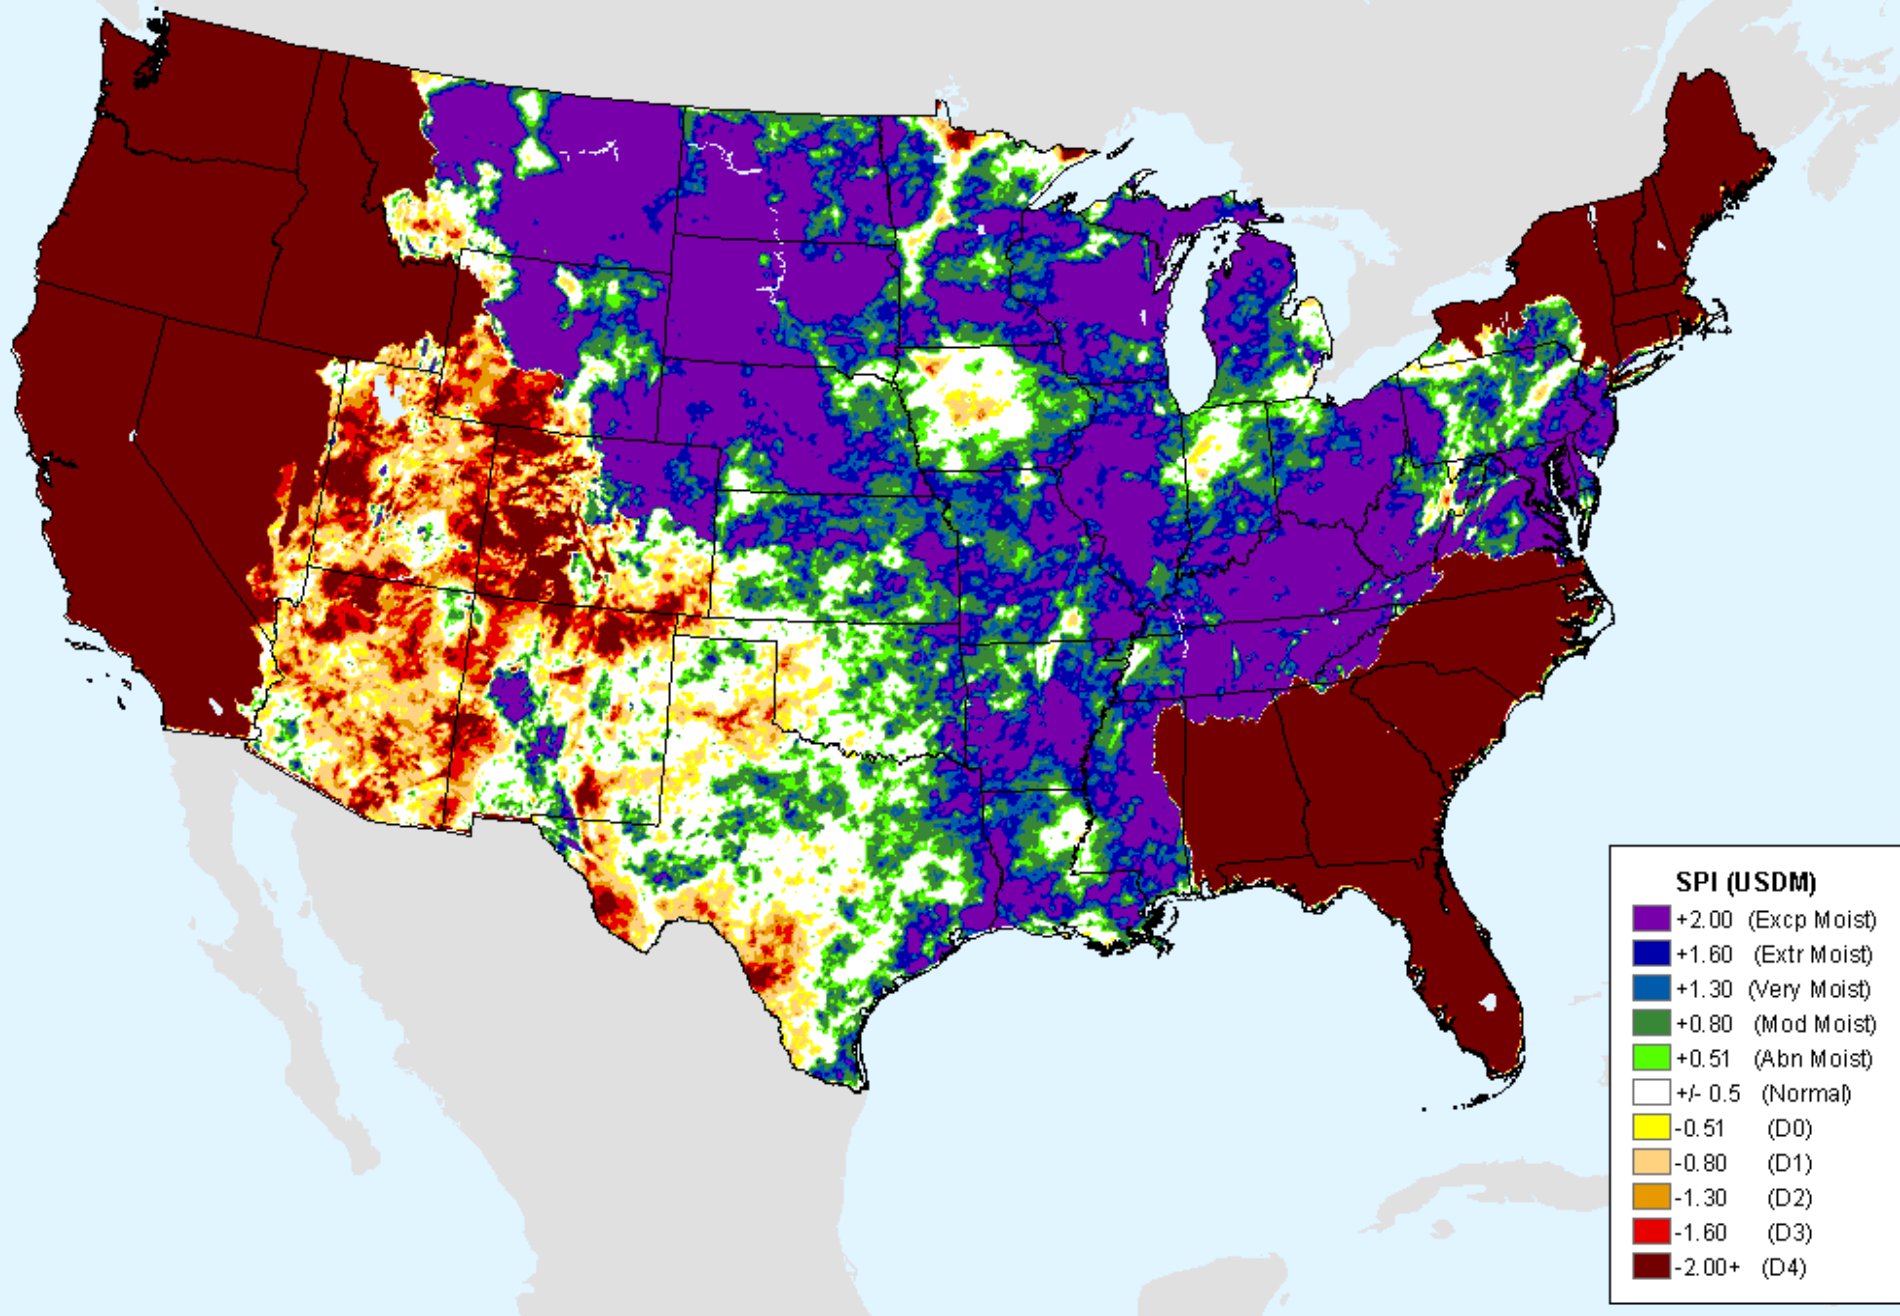 SPI (USDM)
+2.00 (Excp Moist)
+1.60 (Extr Moist)
+1.30 (Very Moist)
+0.80 (Mod Moist)
+0.51 (Abn Moist)
+/- 0.5 (Normal)
-0.51 (D0)
-0.80 (D1)
-1.30 (D2)
-1.60 (D3)
-2.00+ (D4)